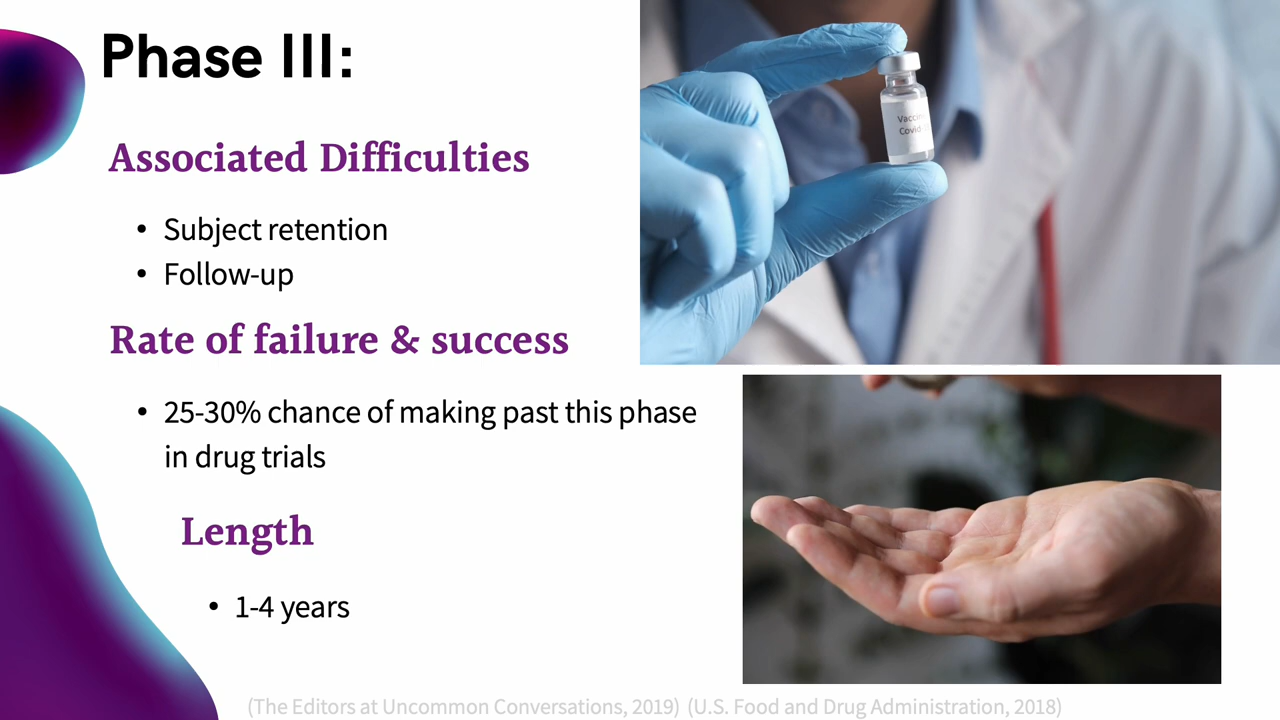 Phase III:
Associated Difficulties
• Subject retention
• Follow-up
Rate of failure & success
• 25-30% chance of making past this phase
in drug trials
Length
• 1-4 years
(The Editors at Uncommon Conversations, 2019) (U.S. Food and Drug Administration, 2018)
Covid